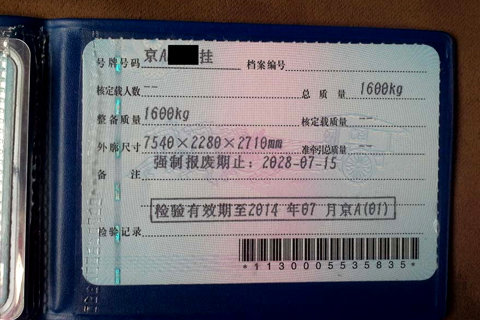 号牌号码 京A 挂 档案编号
核定载人数 -- 总质量 1600kg
整备质量 1600kg 核定载质量 --
外廓尺寸 7540×2280×2710mm 准牵引总质量 --
强制报废期止：2028-07-15
备注
检验有效期至2014 年07 月京A(01)
检验记录
*1130005535835*